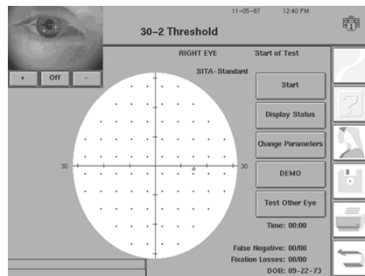 11-05-97 12:40 PM
30-2 Threshold
RIGHT EYE Start of Test
SITA-Standard
+ Off -
Start
Display Status
Change Parameters
30 30
DEMO
Test Other Eye
Time: 00:00
False Negative: 00/00
Fixation Losses: 00/00
DOB: 09-22-73